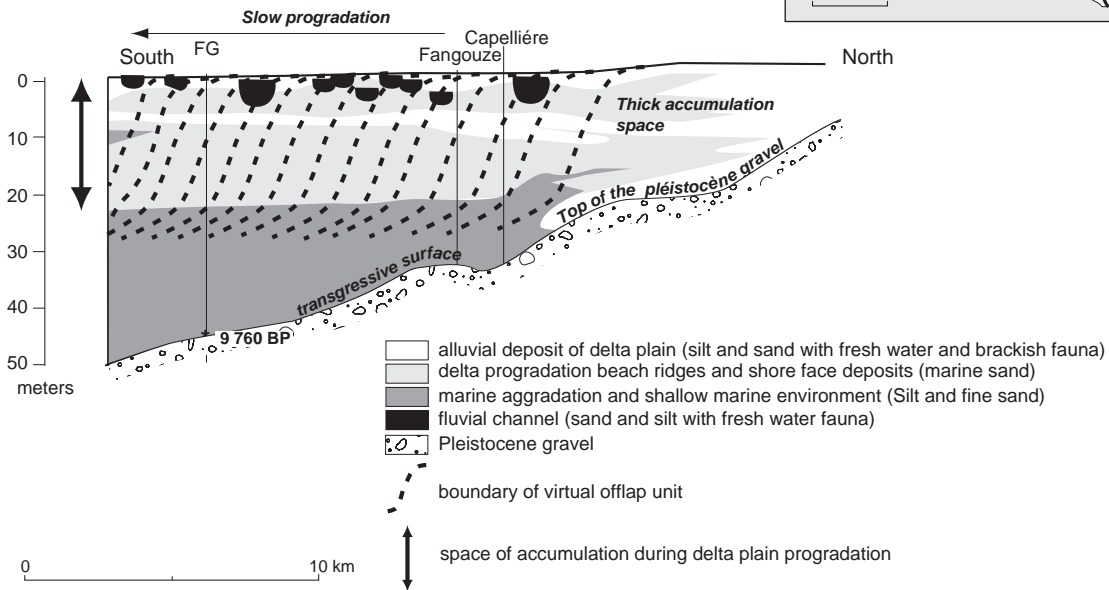 Slow progradation
South
FG
Fangouze
Capelliére
North
0
10
20
30
40
50
meters
Thick accumulation
space
Top of the pléistocène gravel
transgressive surface
* 9 760 BP
alluvial deposit of delta plain (silt and sand with fresh water and brackish fauna)
delta progradation beach ridges and shore face deposits (marine sand)
marine aggradation and shallow marine environment (Silt and fine sand)
fluvial channel (sand and silt with fresh water fauna)
Pleistocene gravel
boundary of virtual offlap unit
space of accumulation during delta plain progradation
0
10 km